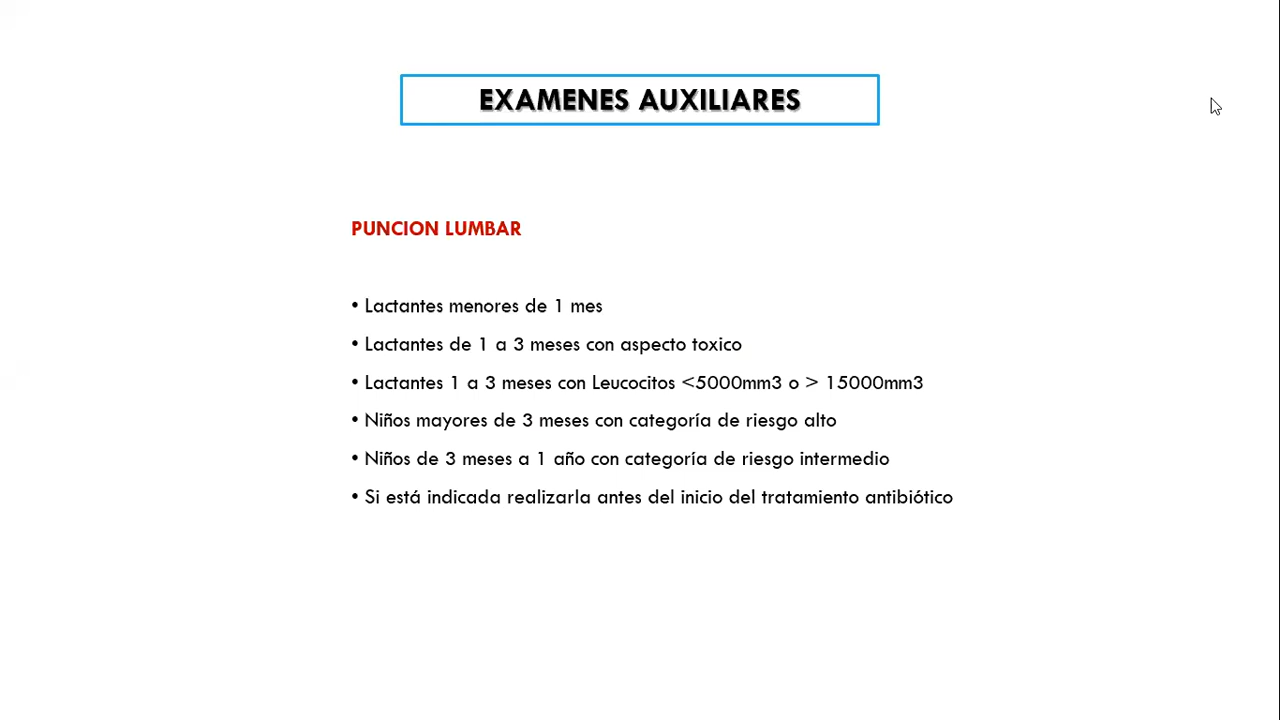 EXAMENES AUXILIARES
PUNCION LUMBAR
• Lactantes menores de 1 mes
• Lactantes de 1 a 3 meses con aspecto toxico
• Lactantes 1 a 3 meses con Leucocitos <5000mm3 o > 15000mm3
• Niños mayores de 3 meses con categoría de riesgo alto
• Niños de 3 meses a 1 año con categoría de riesgo intermedio
• Si está indicada realizarla antes del inicio del tratamiento antibiótico